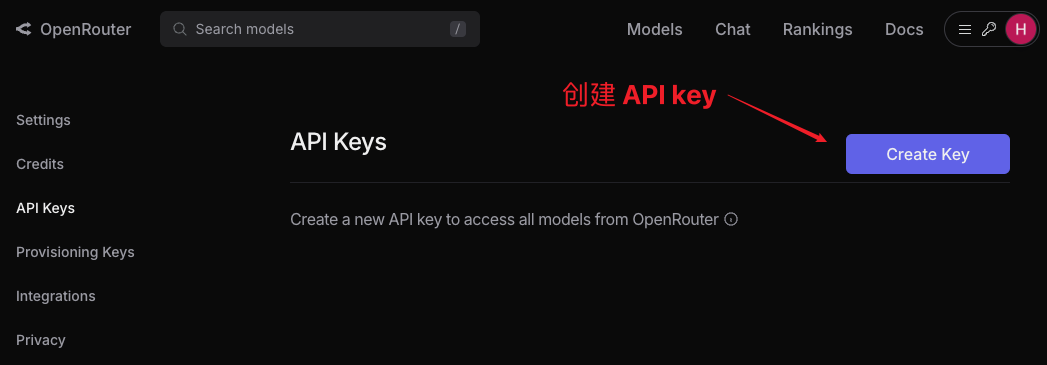 OpenRouter
Search models
/
Models
Chat
Rankings
Docs
H
创建 API key
Settings
Credits
API Keys
Provisioning Keys
Integrations
Privacy
API Keys
Create Key
Create a new API key to access all models from OpenRouter